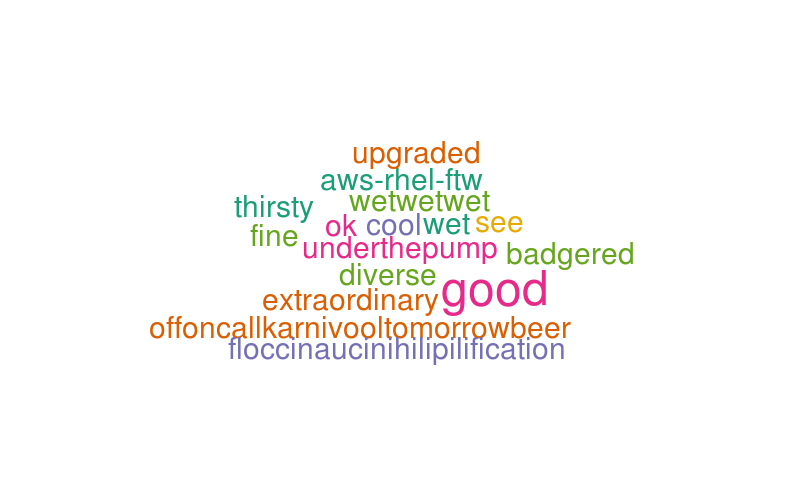 upgraded
aws-rhel-ftw
wetwetwet
thirsty
ok cool wet see
fine
underthepump
badgered
diverse
good
extraordinary
offoncallkarnivooltomorrowbeer
floccinaucinihilipilification